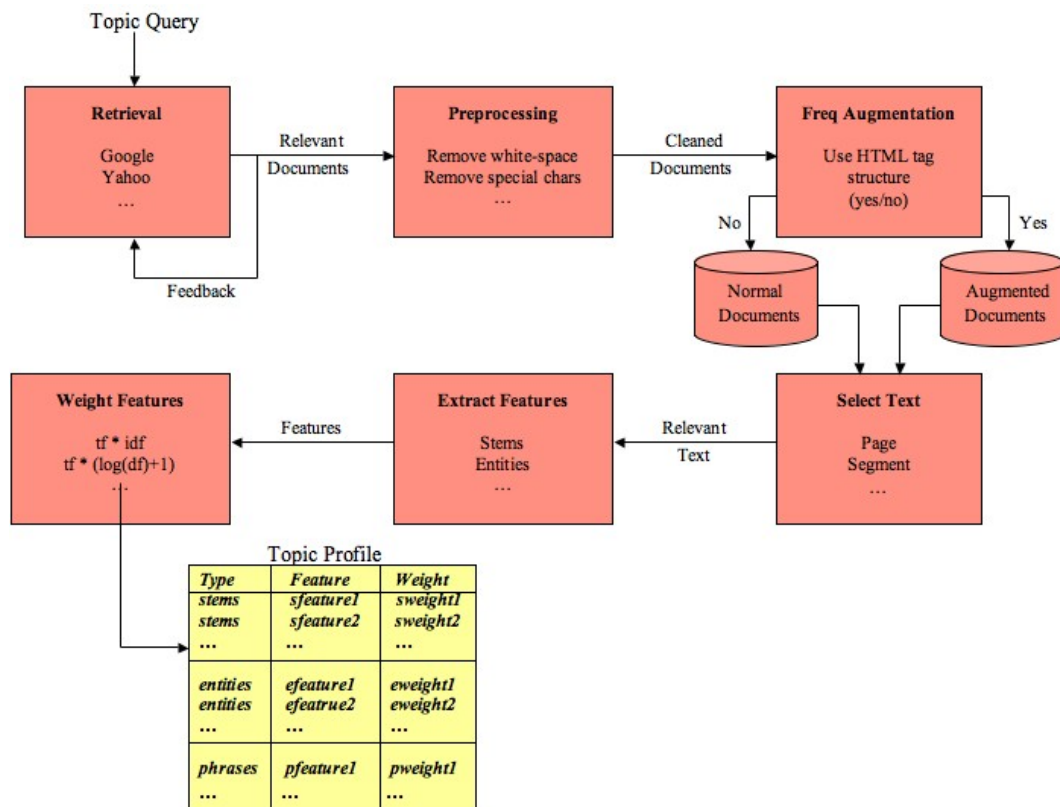 Topic Query
Retrieval
Google
Yahoo
…
Relevant
Documents
Feedback
Preprocessing
Remove white-space
Remove special chars
…
Cleaned
Documents
Freq Augmentation
Use HTML tag
structure
(yes/no)
No
Yes
Normal
Documents
Augmented
Documents
Select Text
Page
Segment
…
Relevant
Text
Extract Features
Stems
Entities
…
Features
Weight Features
tf * idf
tf * (log(df)+1)
…
Topic Profile
Type Feature Weight
stems sfeature1 sweight1
stems sfeature2 sweight2
… … …
entities efeature1 eweight1
entities efeatrue2 eweight2
… … …
phrases pfeature1 pweight1
… … …